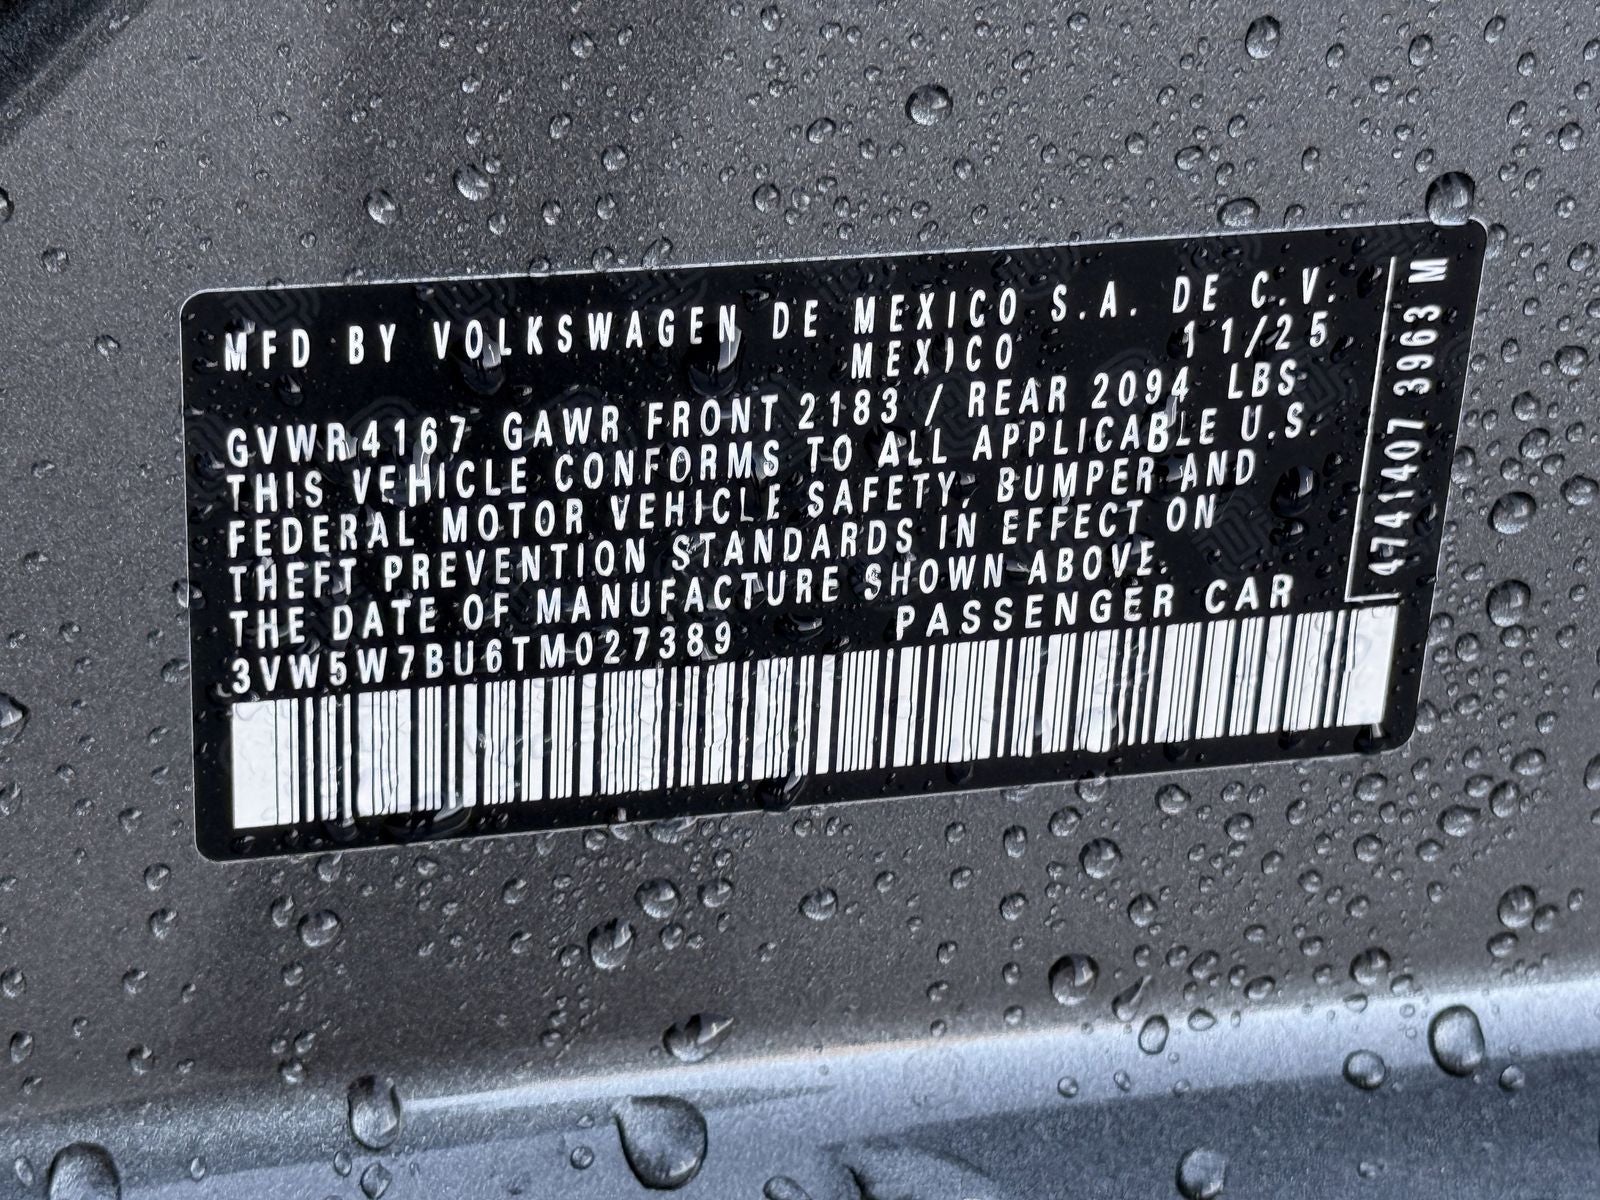 MFD BY VOLKSWAGEN DE MEXICO S.A. DE C.V.
MEXICO 11/25
GVWR 4167 GAWR FRONT 2183 / REAR 2094 LBS
THIS VEHICLE CONFORMS TO ALL APPLICABLE U.S.
FEDERAL MOTOR VEHICLE SAFETY, BUMPER AND
THEFT PREVENTION STANDARDS IN EFFECT ON
THE DATE OF MANUFACTURE SHOWN ABOVE.
3VW5W7BU6TM027389 PASSENGER CAR
4741407 3963 M